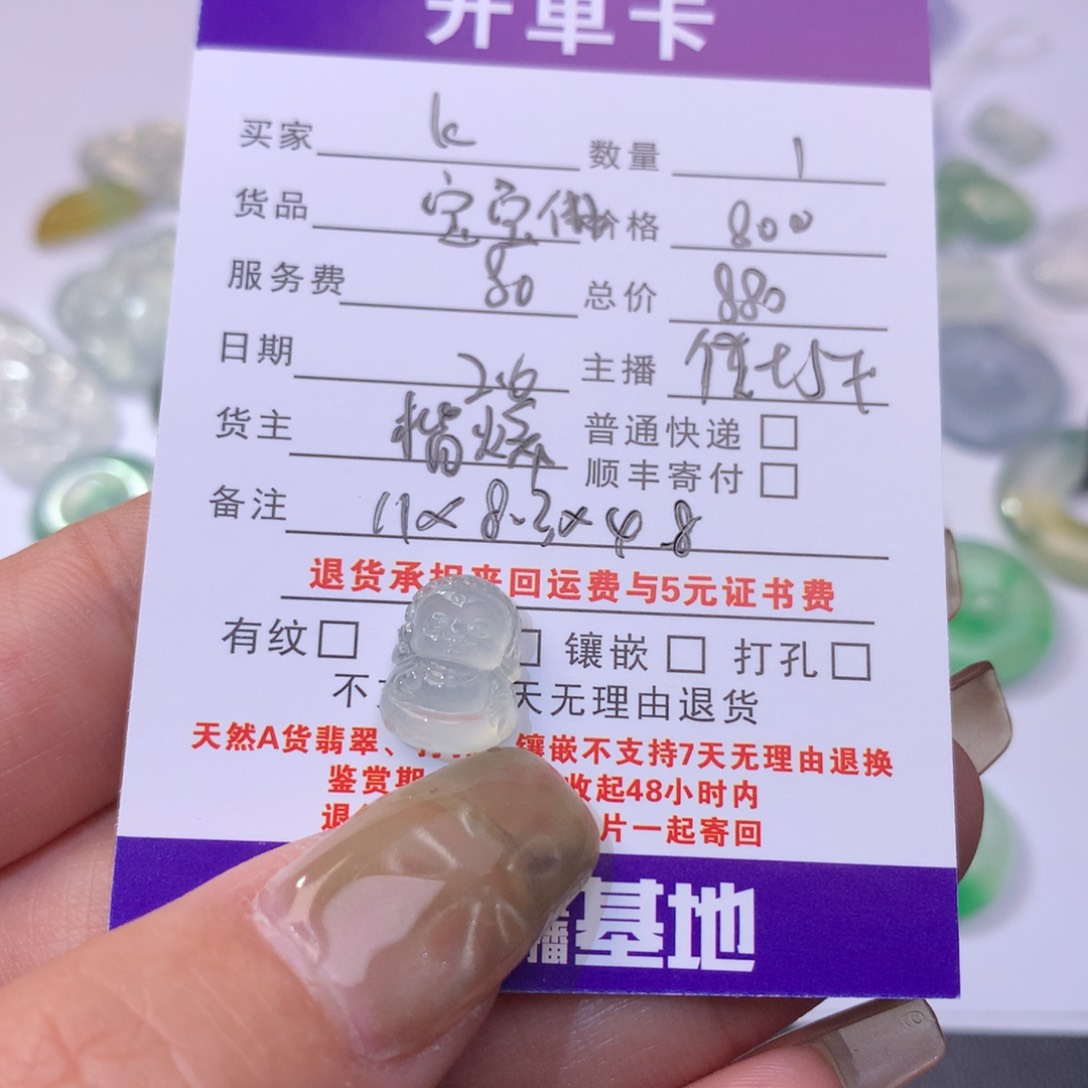 开单卡
买家 k 数量 1
货品 宝宝佛 价格 800
服务费 80 总价 880
日期 2.6 主播
货主 普通快递 □
顺丰寄付 □
备注 11×8.2×4.8
退货承担来回运费与5元证书费
有纹 □ □ 镶嵌 □ 打孔 □
不 天无理由退货
天然A货翡翠、 镶嵌不支持7天无理由退换
鉴赏期 收起48小时内
退 片一起寄回
播基地